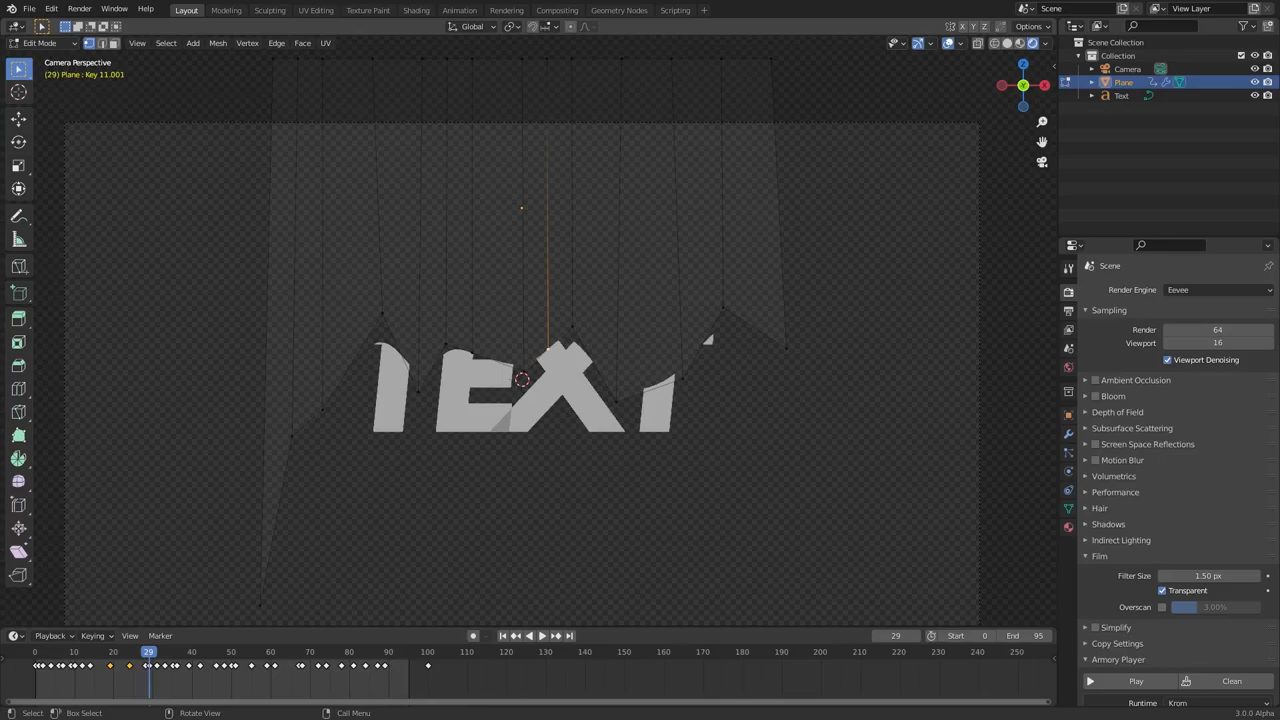 File Edit Render Window Help Layout Modeling Sculpting UV Editing Texture Paint Shading Animation Rendering Compositing Geometry Nodes Scripting + Scene View Layer
Global Options
Edit Mode View Select Add Mesh Vertex Edge Face UV
X Y Z
Camera Perspective
(29) Plane : Key 11.001
Scene Collection
Collection
Camera
Plane
Text
Z
Y
X
Scene
Render Engine Eevee
Sampling
Render 64
Viewport 16
Viewport Denoising
Ambient Occlusion
Bloom
Depth of Field
Subsurface Scattering
Screen Space Reflections
Motion Blur
Volumetrics
Performance
Hair
Shadows
Indirect Lighting
Film
Filter Size 1.50 px
Transparent
Overscan 3.00%
Simplify
Copy Settings
Armory Player
Play Clean
Runtime Krom
TEXT
Playback Keying View Marker 29 Start 0 End 95
0 10 20 29 40 50 60 70 80 90 100 110 120 130 140 150 160 170 180 190 200 210 220 230 240 250
Select Box Select Rotate View Call Menu 3.0.0 Alpha